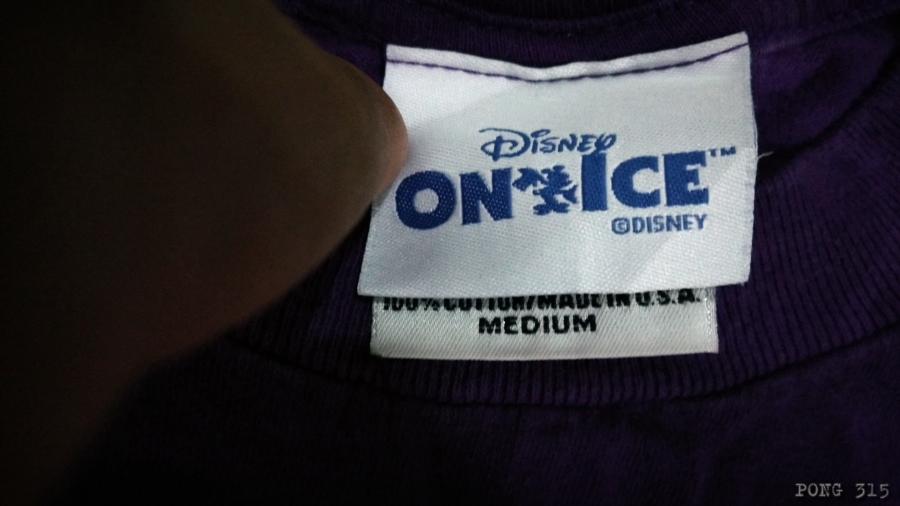 DISNEY
ON ICE™
©DISNEY
100% COTTON/MADE IN U.S.A.
MEDIUM
PONG 315